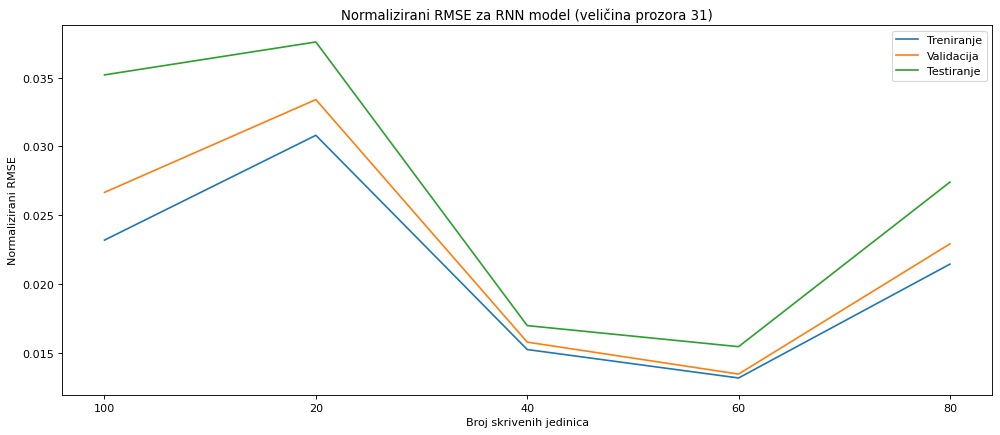 Normalizirani RMSE za RNN model (veličina prozora 31)
Treniranje
Validacija
Testiranje
Normalizirani RMSE
0.035
0.030
0.025
0.020
0.015
100 20 40 60 80
Broj skrivenih jedinica